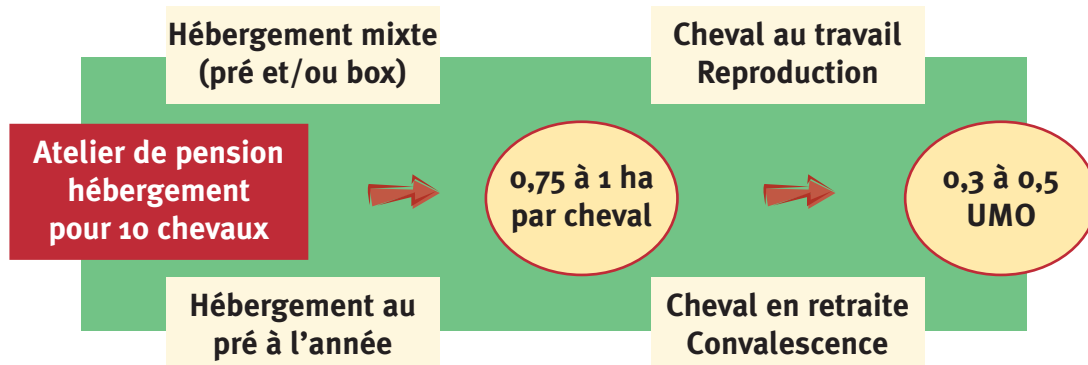 Hébergement mixte
(pré et/ou box)
Cheval au travail
Reproduction
Atelier de pension
hébergement
pour 10 chevaux
0,75 à 1 ha
par cheval
0,3 à 0,5
UMO
Hébergement au
pré à l’année
Cheval en retraite
Convalescence